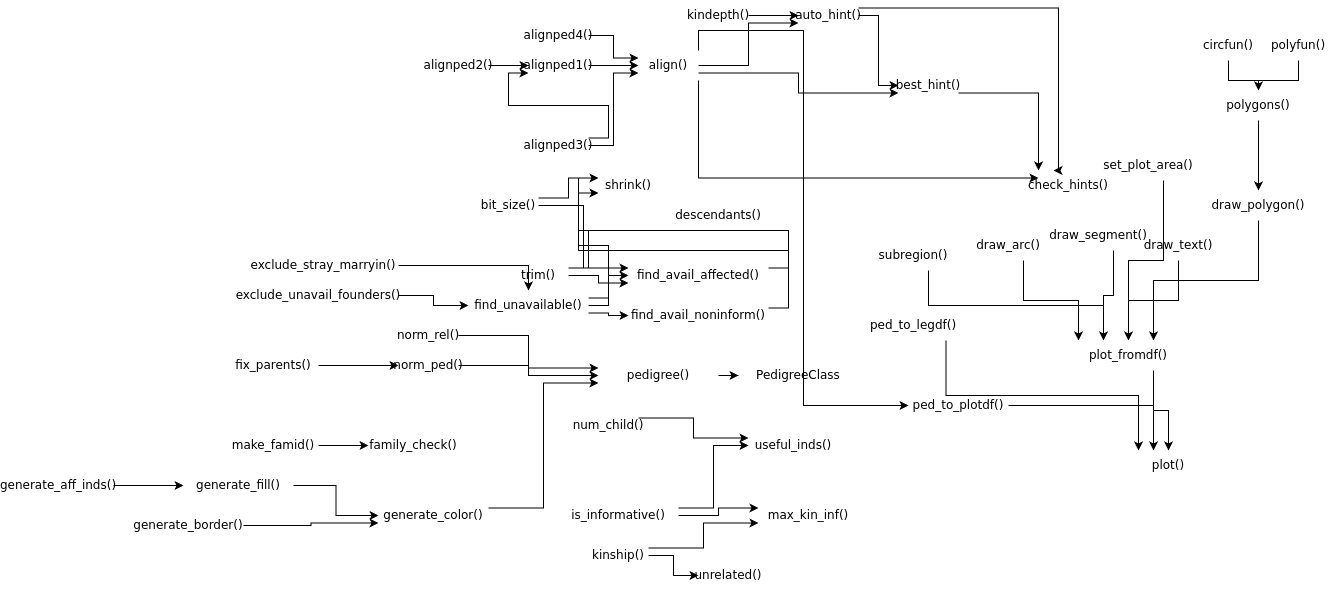 kindepth()
auto_hint()
alignped4()
circfun()
polyfun()
alignped2()
alignped1()
align()
best_hint()
polygons()
alignped3()
set_plot_area()
shrink()
check_hints()
bit_size()
descendants()
draw_polygon()
draw_segment()
draw_arc()
draw_text()
subregion()
exclude_stray_marryin()
trim()
find_avail_affected()
exclude_unavail_founders()
find_unavailable()
find_avail_noninform()
ped_to_legdf()
norm_rel()
plot_fromdf()
fix_parents()
norm_ped()
pedigree()
PedigreeClass
ped_to_plotdf()
num_child()
make_famid()
family_check()
useful_inds()
plot()
generate_aff_inds()
generate_fill()
generate_border()
generate_color()
is_informative()
max_kin_inf()
kinship()
unrelated()